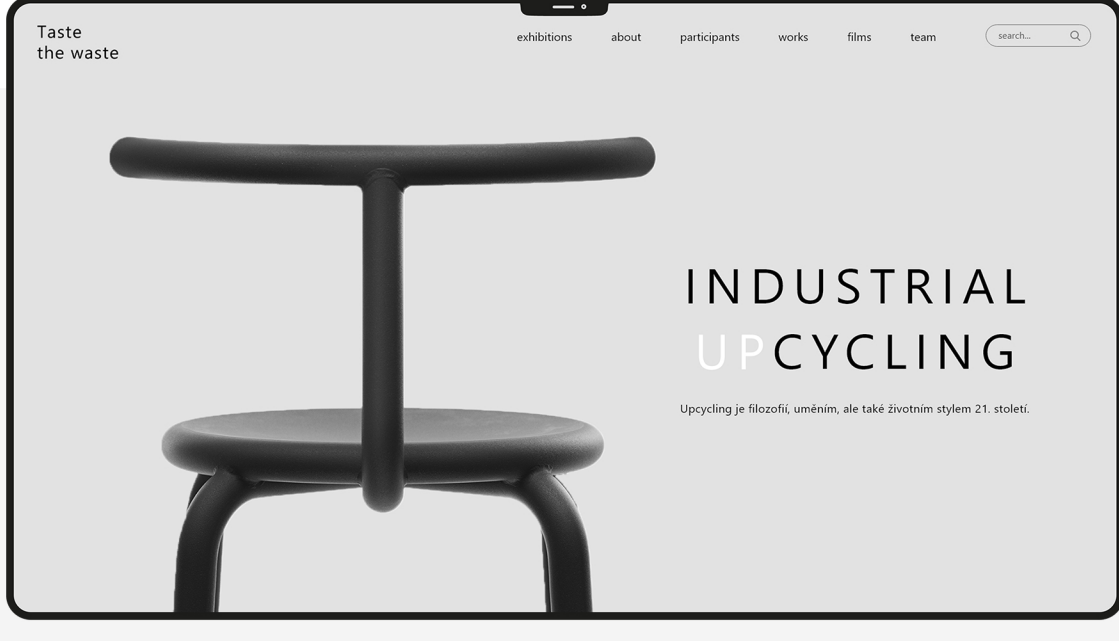 Taste
the waste
exhibitions about participants works films team search...
INDUSTRIAL
UPCYCLING
Upcycling je filozofií, uměním, ale také životním stylem 21. století.